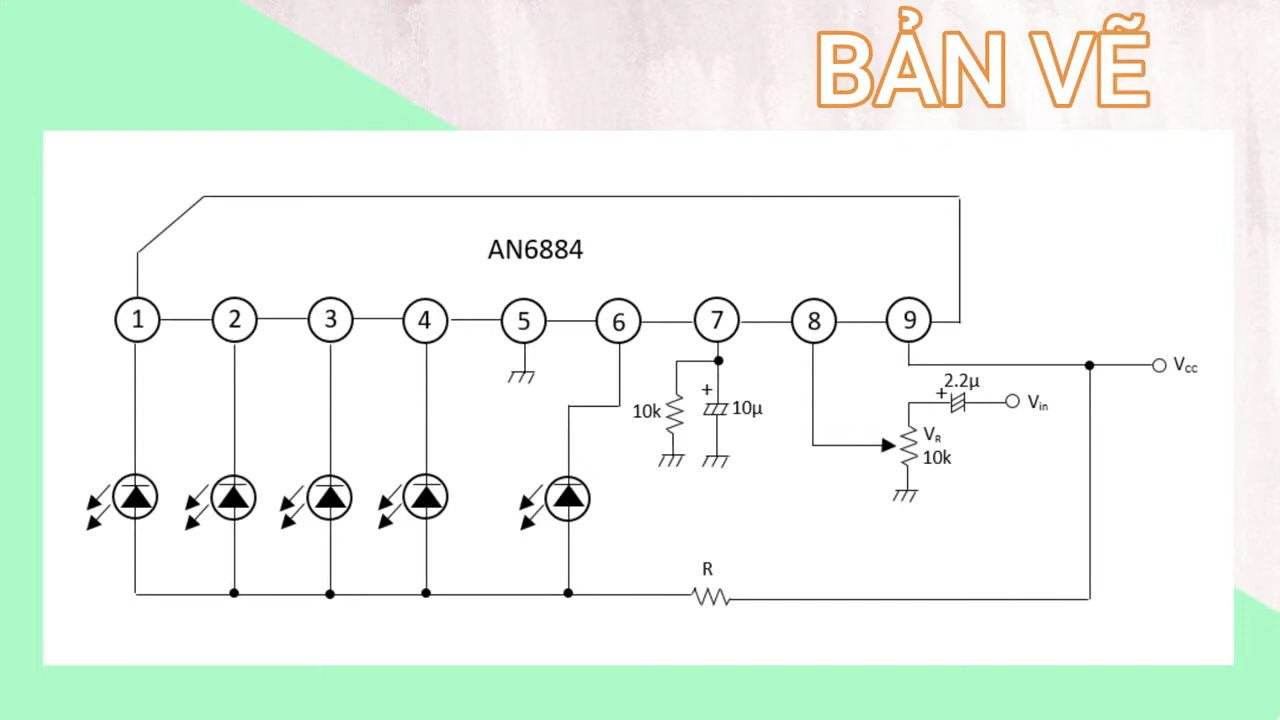 BẢN VẼ
AN6884
1 2 3 4 5 6 7 8 9
Vcc
2.2μ
+
Vin
+
10k
10μ
VR
10k
R